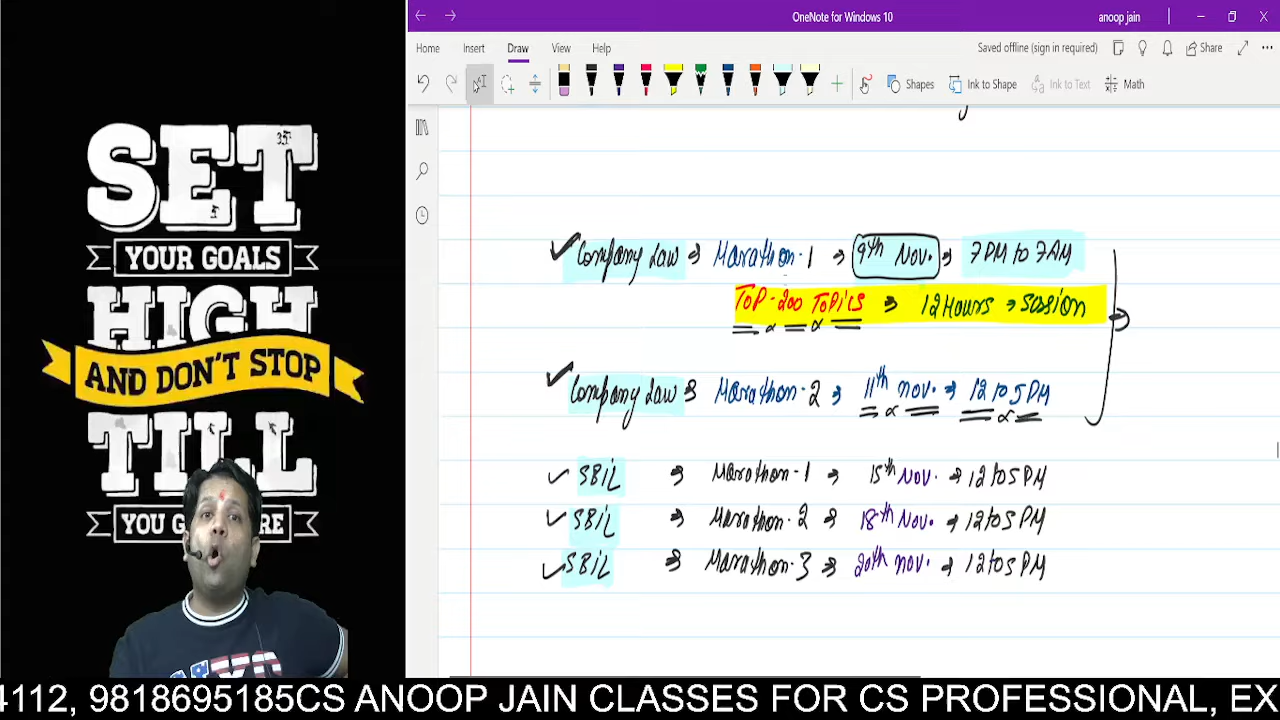 SET
YOUR GOALS
HIGH
AND DON'T STOP
TILL
YOU G RE
OneNote for Windows 10
anoop jain
Home Insert Draw View Help
Saved offline (sign in required) Share
Shapes Ink to Shape Ink to Text Math
Company Law ⇒ Marathon-1 ⇒ 9th Nov. ⇒ 7PM to 7AM
TOP-200 TOPICS ⇒ 12 Hours → Session
Company Law ⇒ Marathon-2 ⇒ 11th nov. ⇒ 12 to 5 PM
SBIL ⇒ Marathon-1 ⇒ 15th Nov. ⇒ 12 to 5 PM
SBIL ⇒ Marathon-2 ⇒ 18th Nov. ⇒ 12 to 5 PM
SBIL ⇒ Marathon-3 ⇒ 20th nov. ⇒ 12 to 5 PM
4112, 9818695185CS ANOOP JAIN CLASSES FOR CS PROFESSIONAL, EX